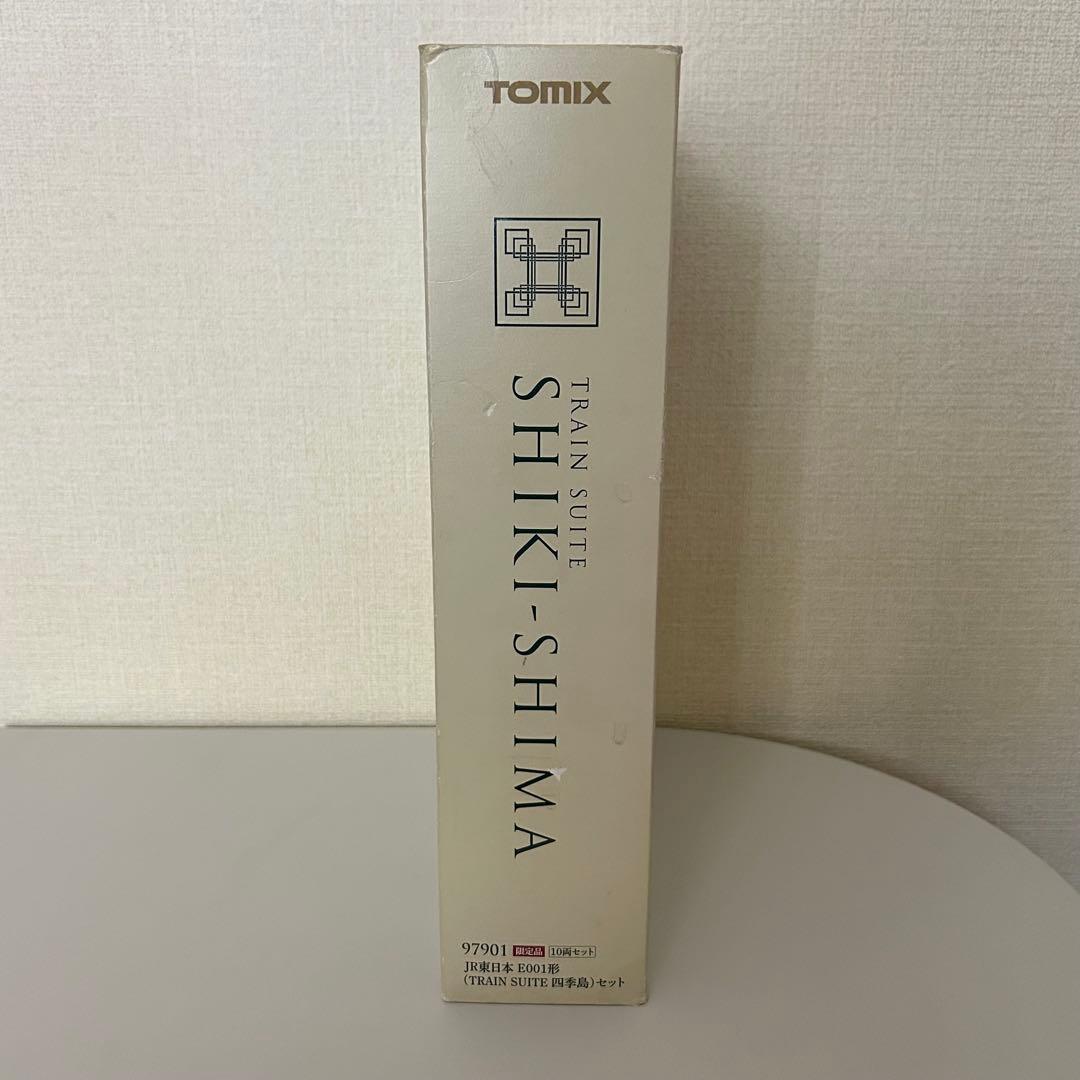 TOMIX
TRAIN SUITE
SHIKI-SHIMA
97901 限定品 10両セット
JR東日本 E001形
(TRAIN SUITE 四季島)セット